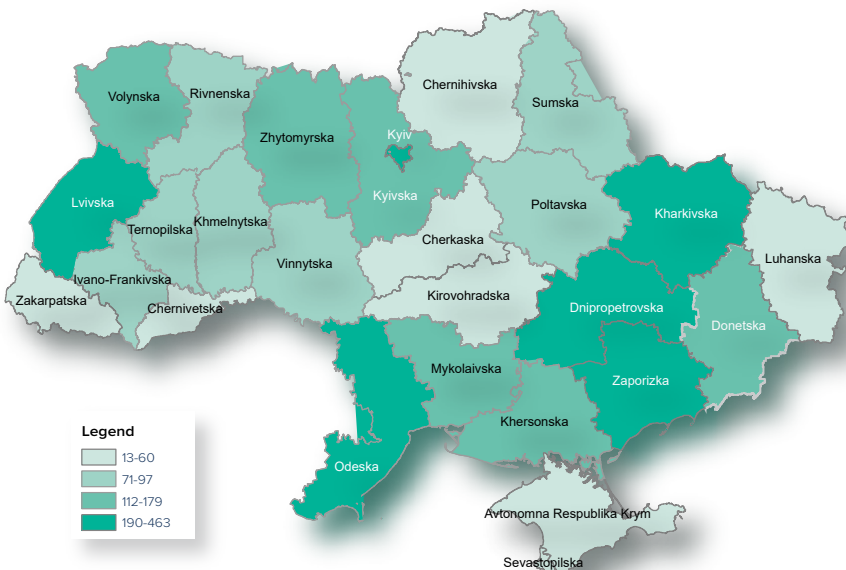 Chernihivska
Volynska
Rivnenska
Sumska
Zhytomyrska
Kyiv
Kyivska
Lvivska
Poltavska
Kharkivska
Ternopilska
Khmelnytska
Cherkaska
Luhanska
Vinnytska
Ivano-Frankivska
Zakarpatska
Chernivetska
Kirovohradska
Dnipropetrovska
Donetska
Mykolaivska
Zaporizka
Khersonska
Odeska
Legend
13-60
71-97
112-179
190-463
Avtonomna Respublika Krym
Sevastopilska